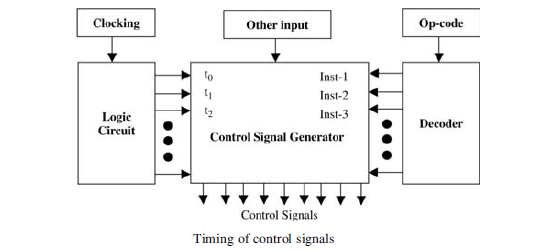 Clocking
Other input
Op-code
t0
Inst-1
t1
Inst-2
t2
Inst-3
Logic
Circuit
Control Signal Generator
Decoder
Control Signals
Timing of control signals